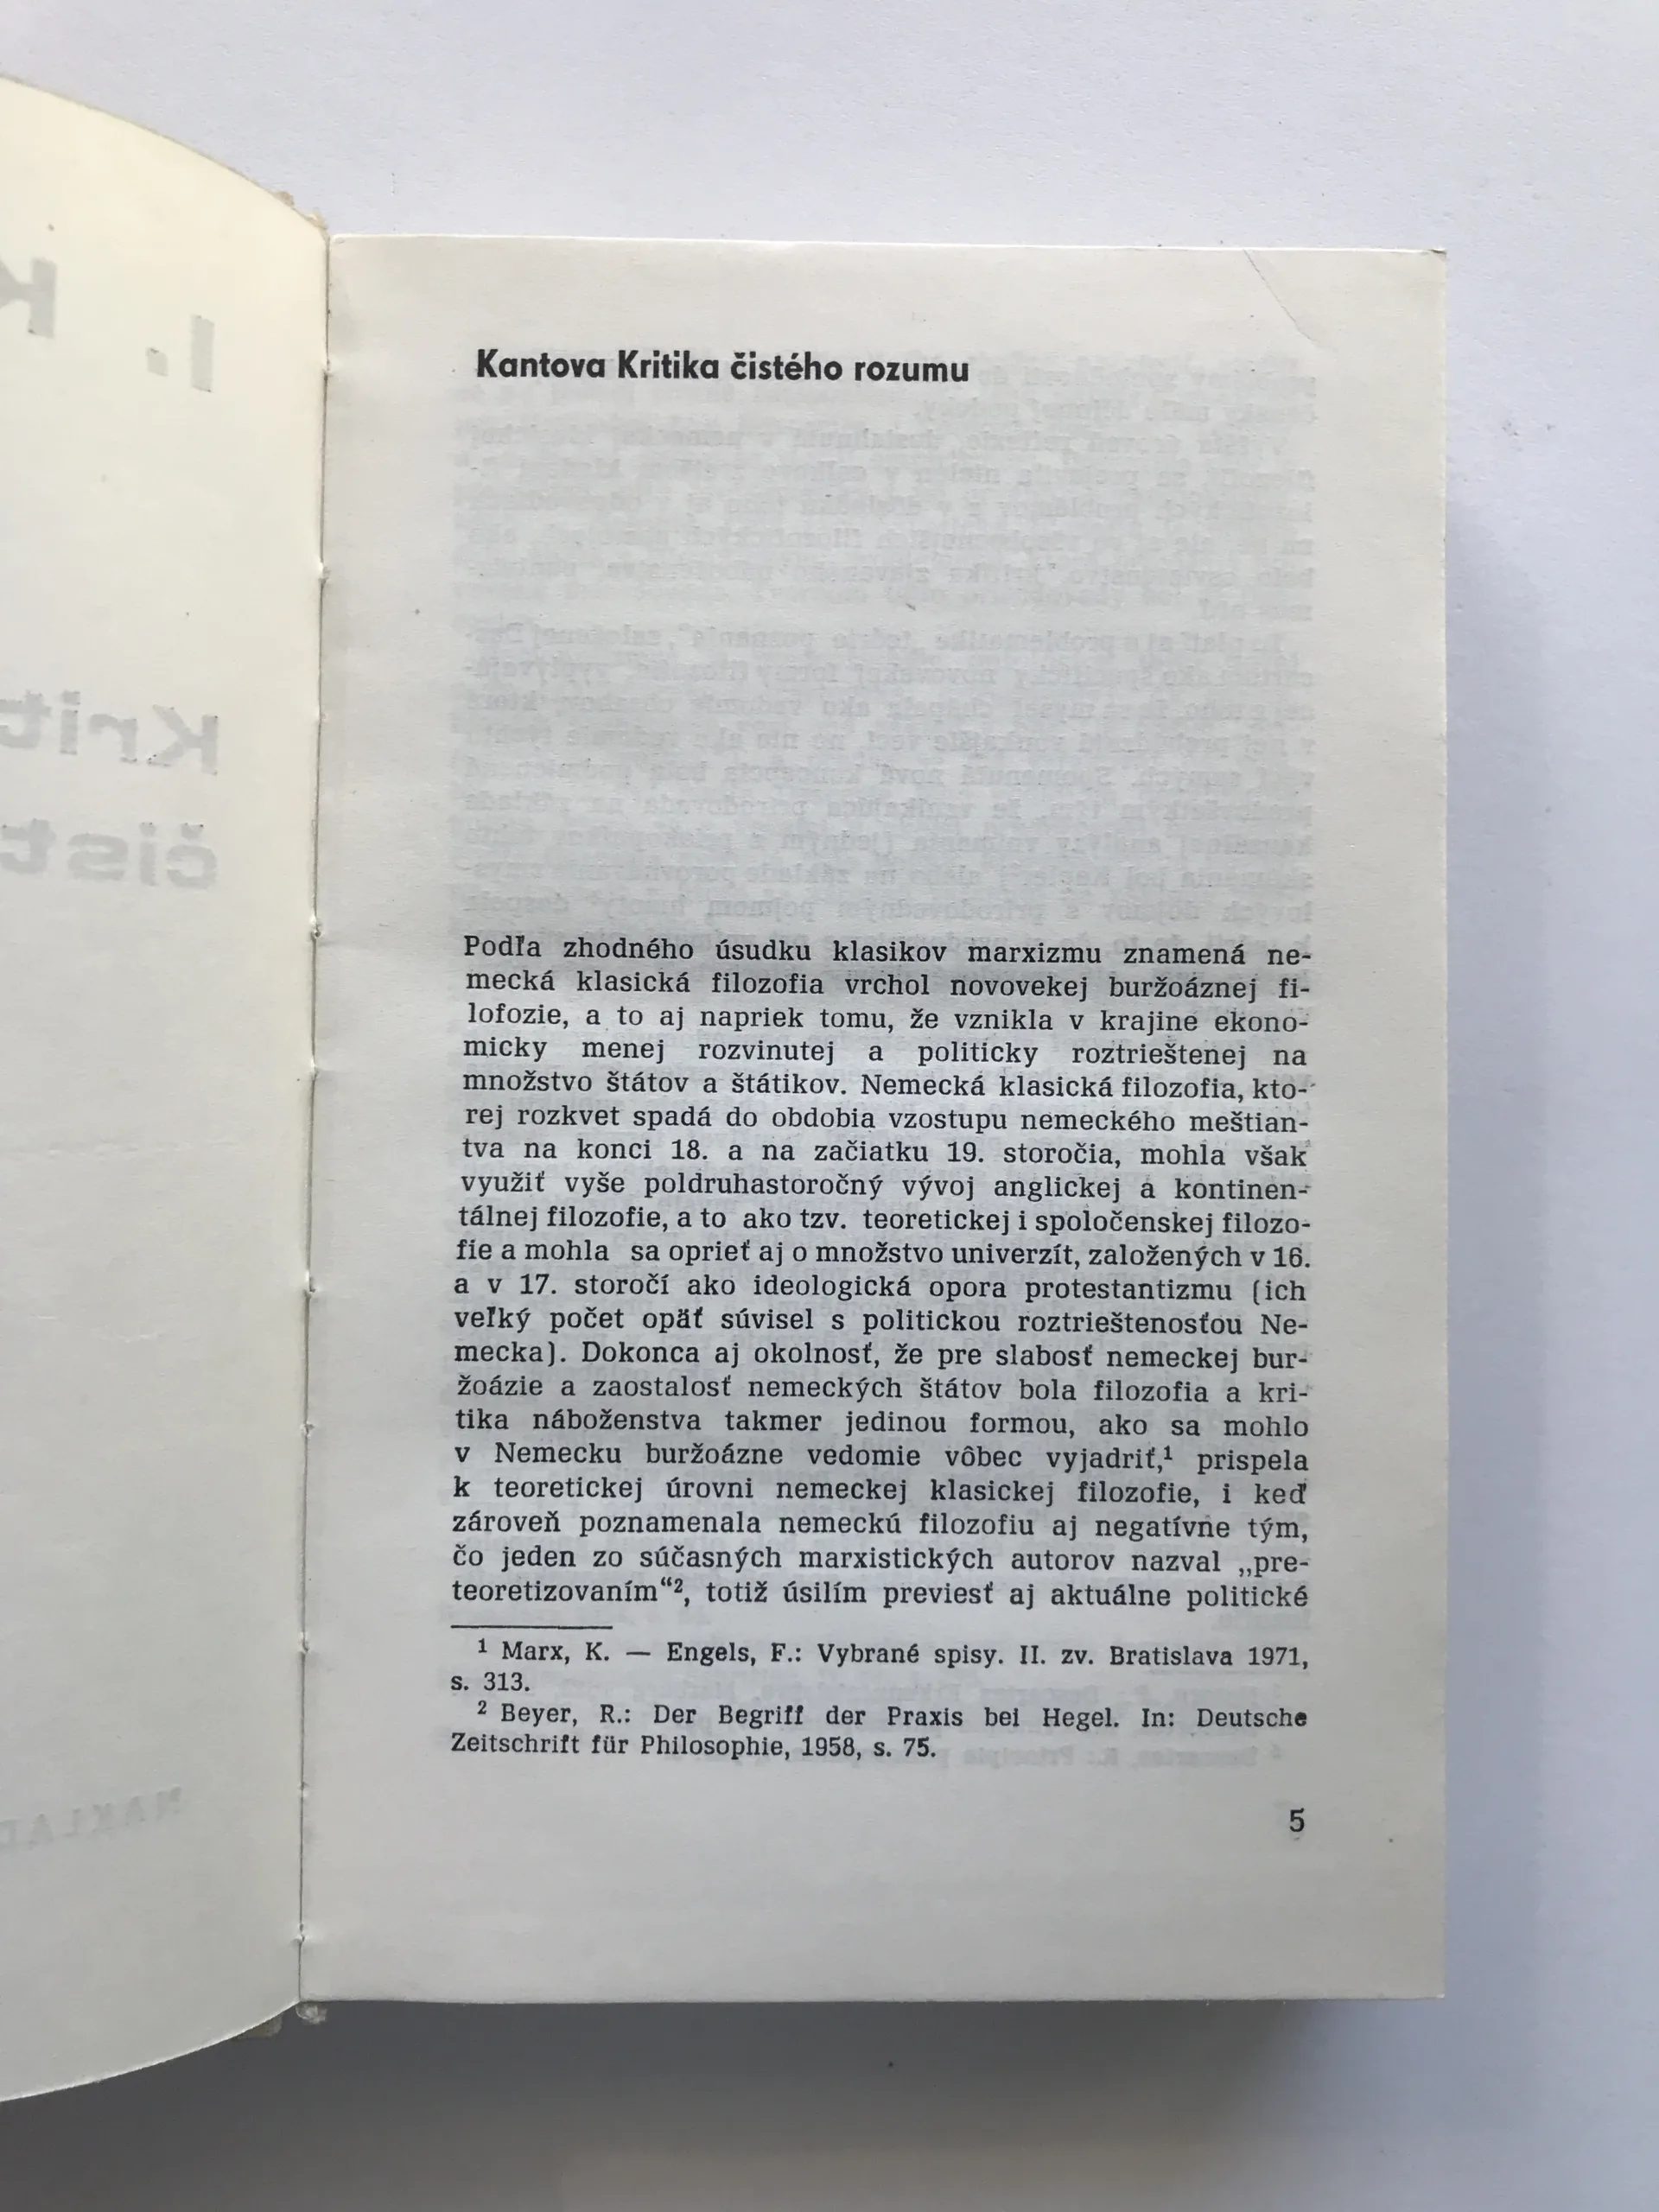 Kantova Kritika čistého rozumu
Podľa zhodného úsudku klasikov marxizmu znamená ne-
mecká klasická filozofia vrchol novovekej buržoáznej fi-
lofozie, a to aj napriek tomu, že vznikla v krajine ekono-
micky menej rozvinutej a politicky roztrieštenej na
množstvo štátov a štátikov. Nemecká klasická filozofia, kto-
rej rozkvet spadá do obdobia vzostupu nemeckého meštian-
tva na konci 18. a na začiatku 19. storočia, mohla však
využiť vyše poldruhastoročný vývoj anglickej a kontinen-
tálnej filozofie, a to ako tzv. teoretickej i spoločenskej filozo-
fie a mohla sa oprieť aj o množstvo univerzít, založených v 16.
a v 17. storočí ako ideologická opora protestantizmu (ich
veľký počet opäť súvisel s politickou roztrieštenosťou Ne-
mecka). Dokonca aj okolnosť, že pre slabosť nemeckej bur-
žoázie a zaostalosť nemeckých štátov bola filozofia a kri-
tika náboženstva takmer jedinou formou, ako sa mohlo
v Nemecku buržoázne vedomie vôbec vyjadriť,¹ prispela
k teoretickej úrovni nemeckej klasickej filozofie, i keď
zároveň poznamenala nemeckú filozofiu aj negatívne tým,
čo jeden zo súčasných marxistických autorov nazval „pre-
teoretizovaním“², totiž úsilím previesť aj aktuálne politické
¹ Marx, K. — Engels, F.: Vybrané spisy. II. zv. Bratislava 1971,
s. 313.
² Beyer, R.: Der Begriff der Praxis bei Hegel. In: Deutsche
Zeitschrift für Philosophie, 1958, s. 75.
5